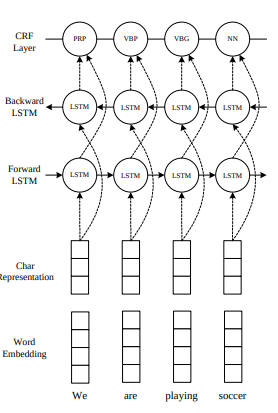 CRF
Layer
PRP VBP VBG NN
Backward
LSTM
LSTM LSTM LSTM LSTM
Forward
LSTM
LSTM LSTM LSTM LSTM
Char
Representation
Word
Embedding
We are playing soccer